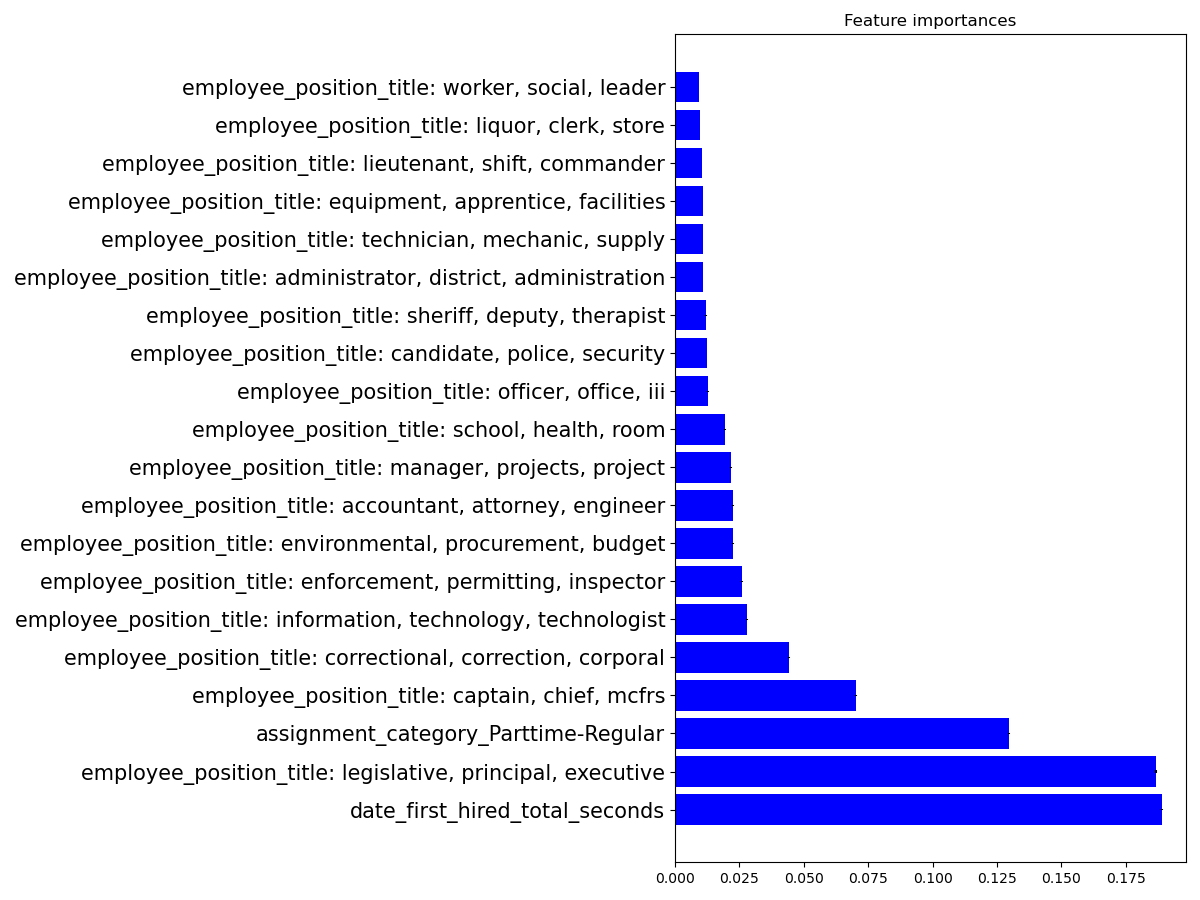 Feature importances
employee_position_title: worker, social, leader
employee_position_title: liquor, clerk, store
employee_position_title: lieutenant, shift, commander
employee_position_title: equipment, apprentice, facilities
employee_position_title: technician, mechanic, supply
employee_position_title: administrator, district, administration
employee_position_title: sheriff, deputy, therapist
employee_position_title: candidate, police, security
employee_position_title: officer, office, iii
employee_position_title: school, health, room
employee_position_title: manager, projects, project
employee_position_title: accountant, attorney, engineer
employee_position_title: environmental, procurement, budget
employee_position_title: enforcement, permitting, inspector
employee_position_title: information, technology, technologist
employee_position_title: correctional, correction, corporal
employee_position_title: captain, chief, mcfrs
assignment_category_Parttime-Regular
employee_position_title: legislative, principal, executive
date_first_hired_total_seconds
0.000 0.025 0.050 0.075 0.100 0.125 0.150 0.175